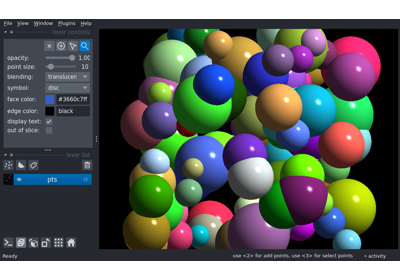 File View Window Plugins Help
layer controls
opacity: 1.00
point size: 10
blending: translucen
symbol: disc
face color: #3660c7ff
edge color: black
display text:
out of slice:
layer list
pts
Ready use <2> for add points, use <3> for select points activity